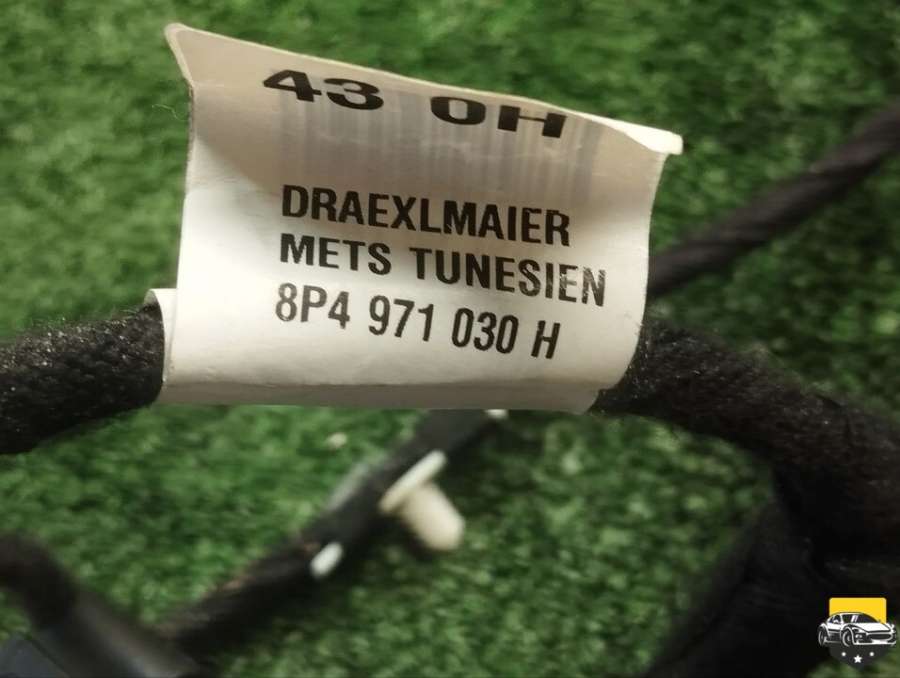 43 0H
DRAEXLMAIER
METS TUNESIEN
8P4 971 030 H